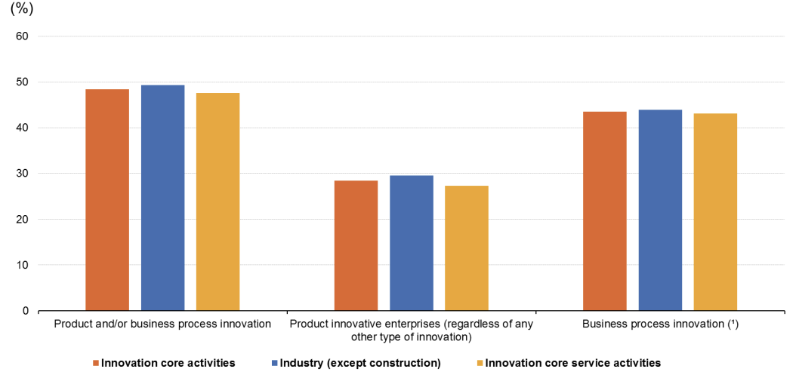 (%)
60
50
40
30
20
10
0
Product and/or business process innovation
Product innovative enterprises (regardless of any
other type of innovation)
Business process innovation (¹)
Innovation core activities
Industry (except construction)
Innovation core service activities